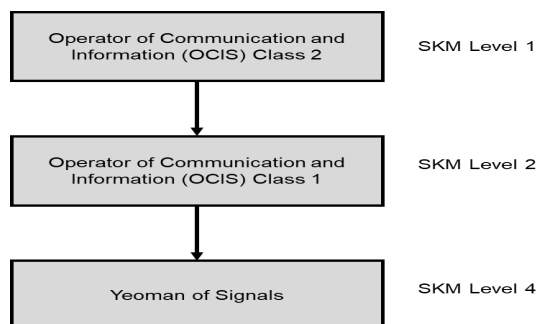 Operator of Communication and
Information (OCIS) Class 2
SKM Level 1
Operator of Communication and
Information (OCIS) Class 1
SKM Level 2
Yeoman of Signals
SKM Level 4